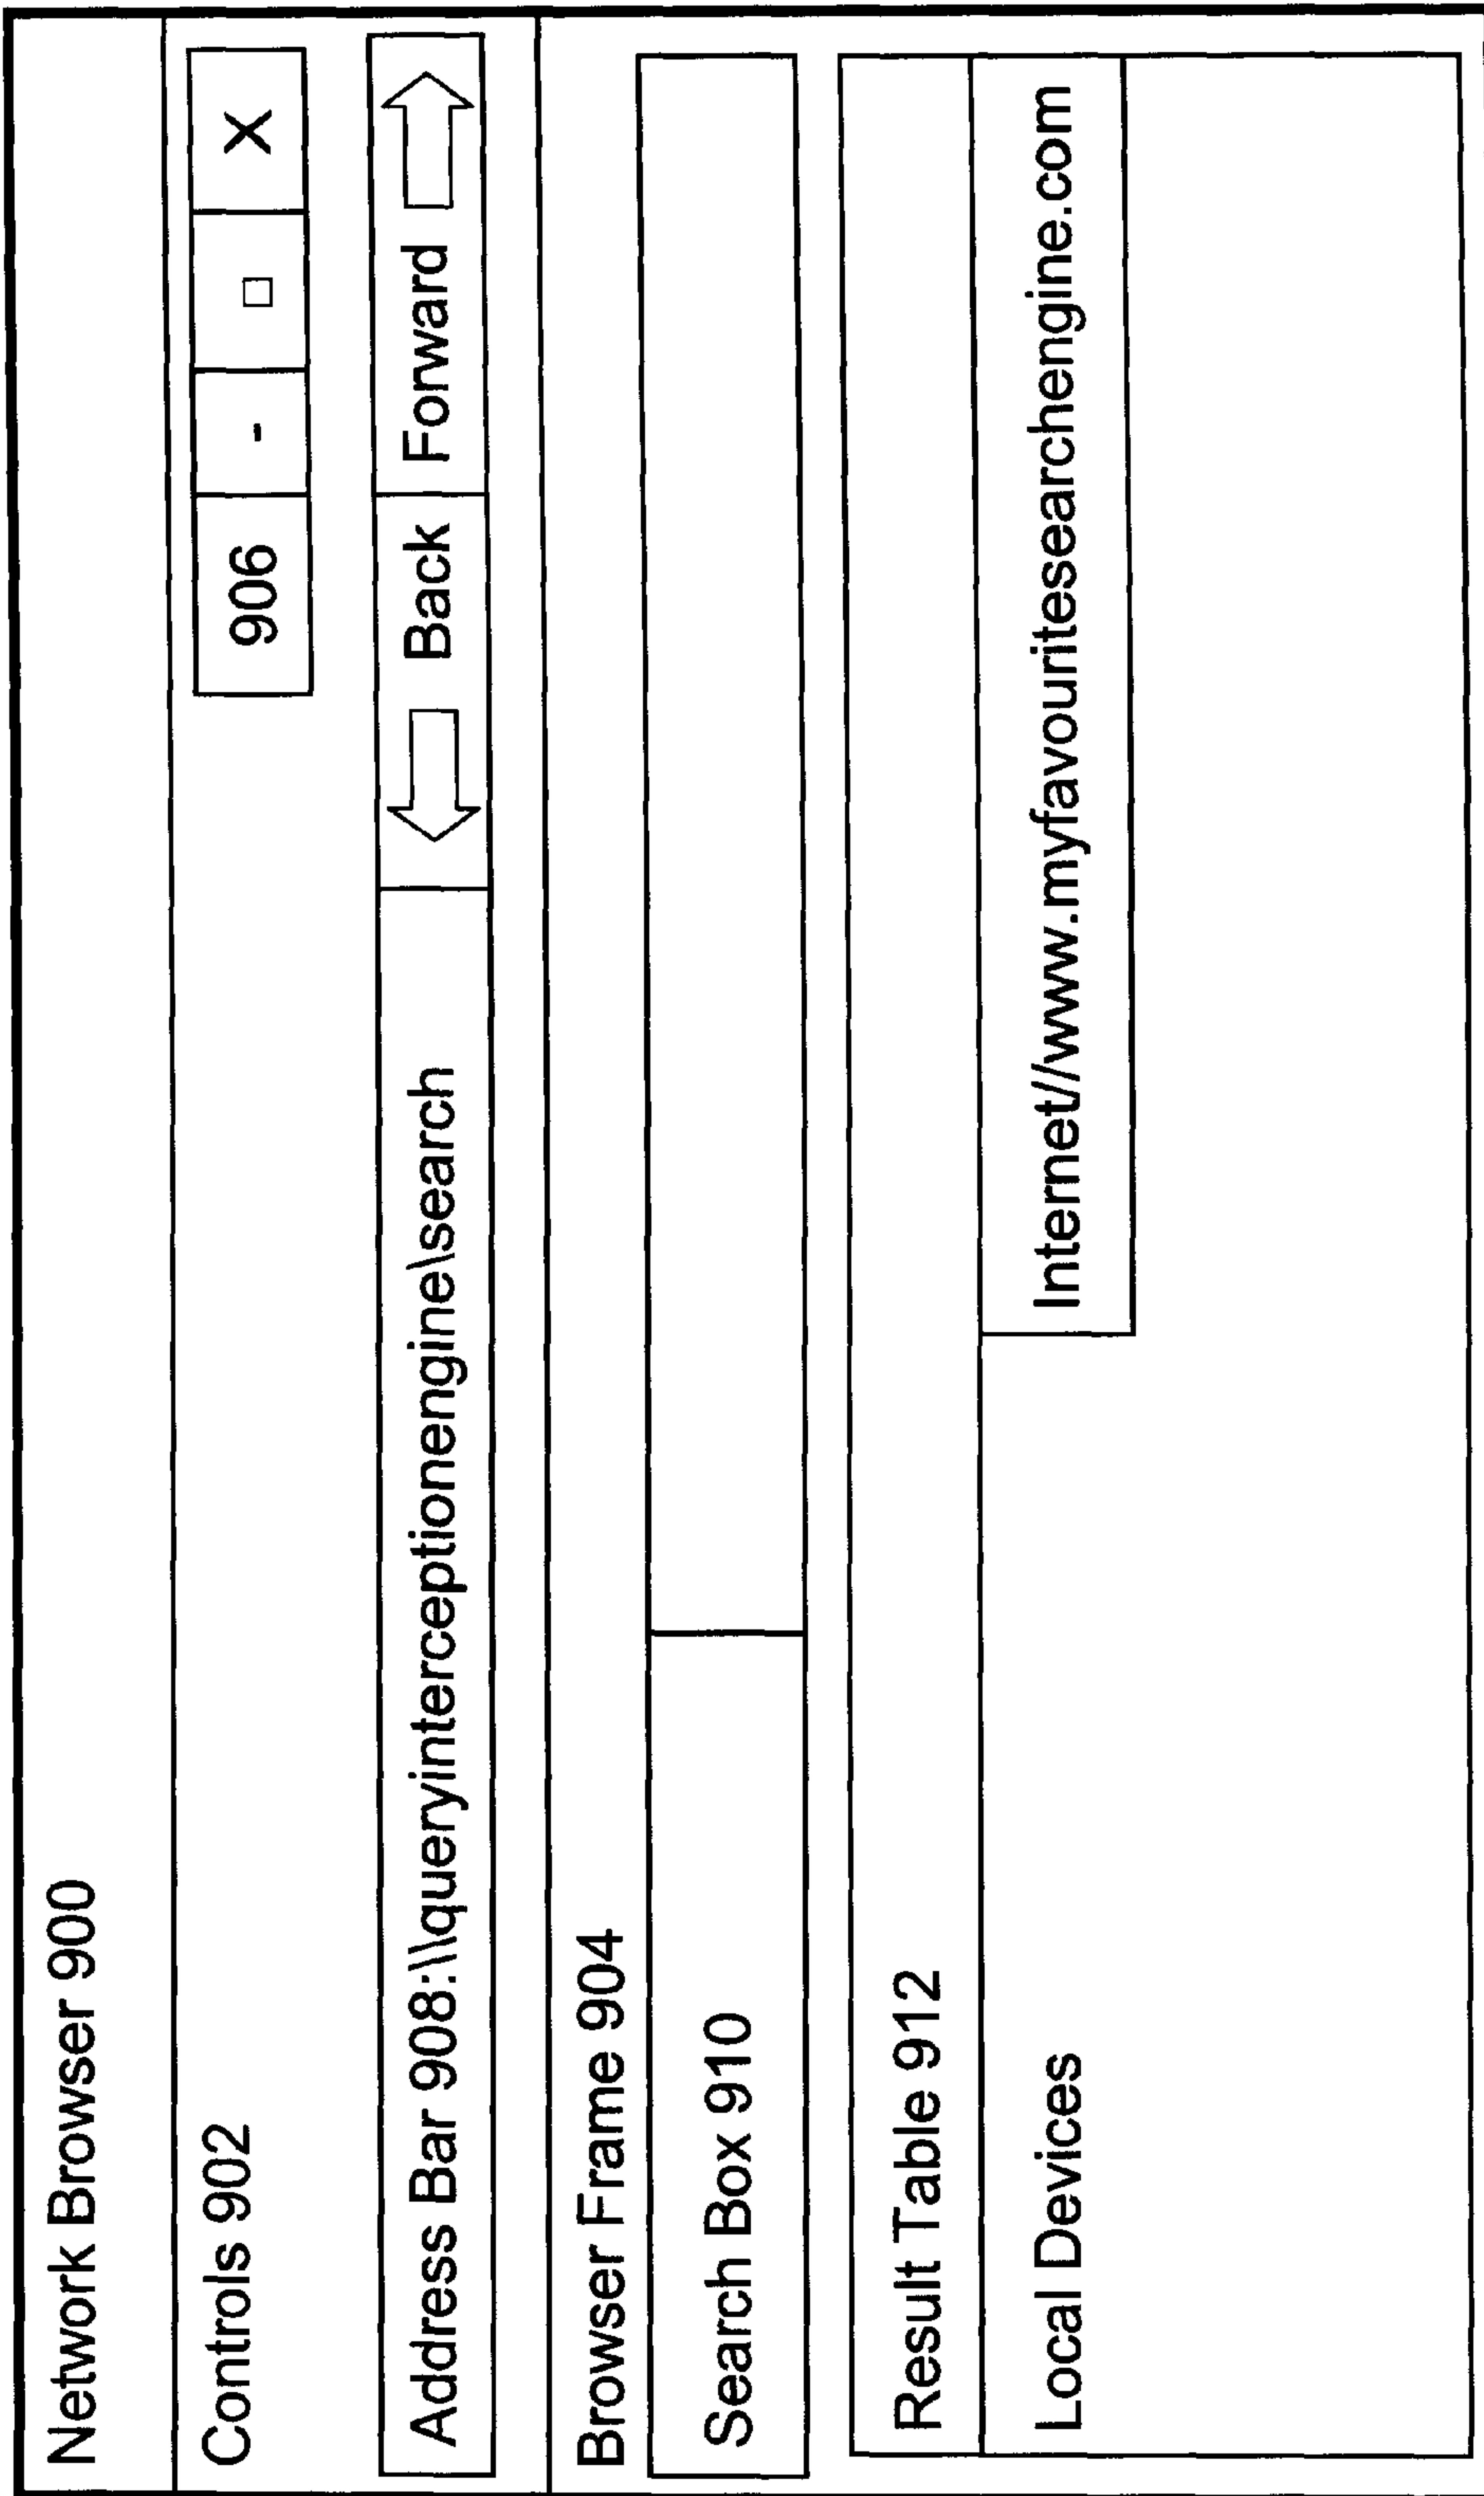 Network Browser 900
Controls 902
906 - □ X
Address Bar 908:\\queryinterceptionengine\search Back Forward
Browser Frame 904
Search Box 910
Result Table 912
Local Devices Internet//www.myfavouritesearchengine.com